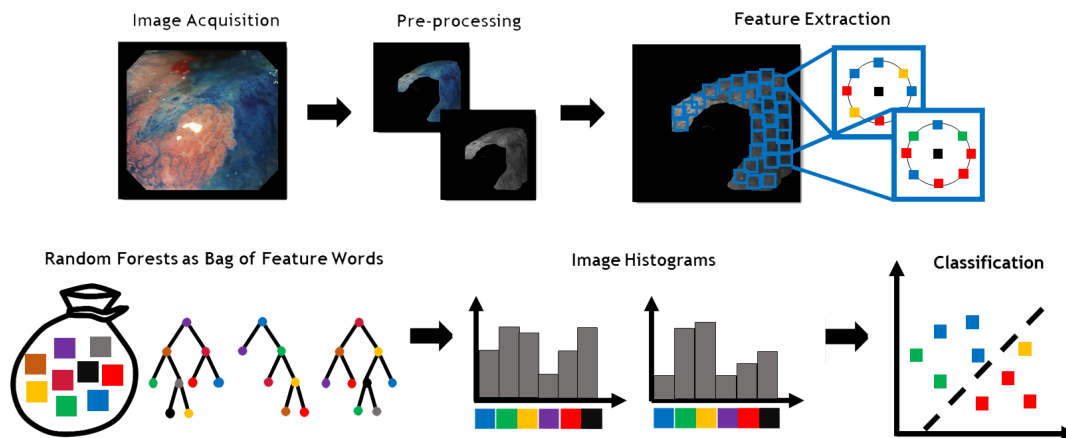 Image Acquisition
Pre-processing
Feature Extraction
Random Forests as Bag of Feature Words
Image Histograms
Classification